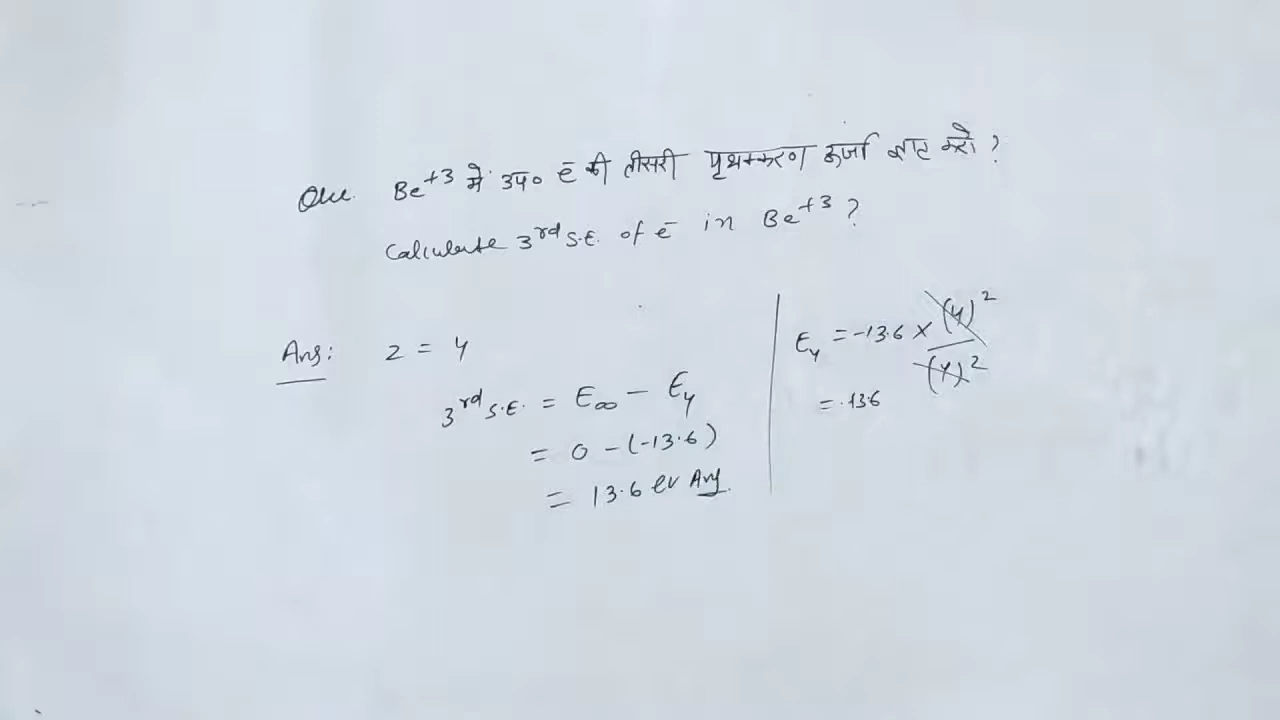 Que. Be⁺³ में उप० ē की तीसरी पृथक्करण ऊर्जा ज्ञात करो ?
Calculate 3ʳᵈ S.E. of ē in Be⁺³ ?
Ans: Z = 4
3ʳᵈ S.E. = E∞ − E₄
= 0 − (−13.6)
= 13.6 ev Ans.
E₄ = −13.6 × (4)² / (4)²
= -13.6